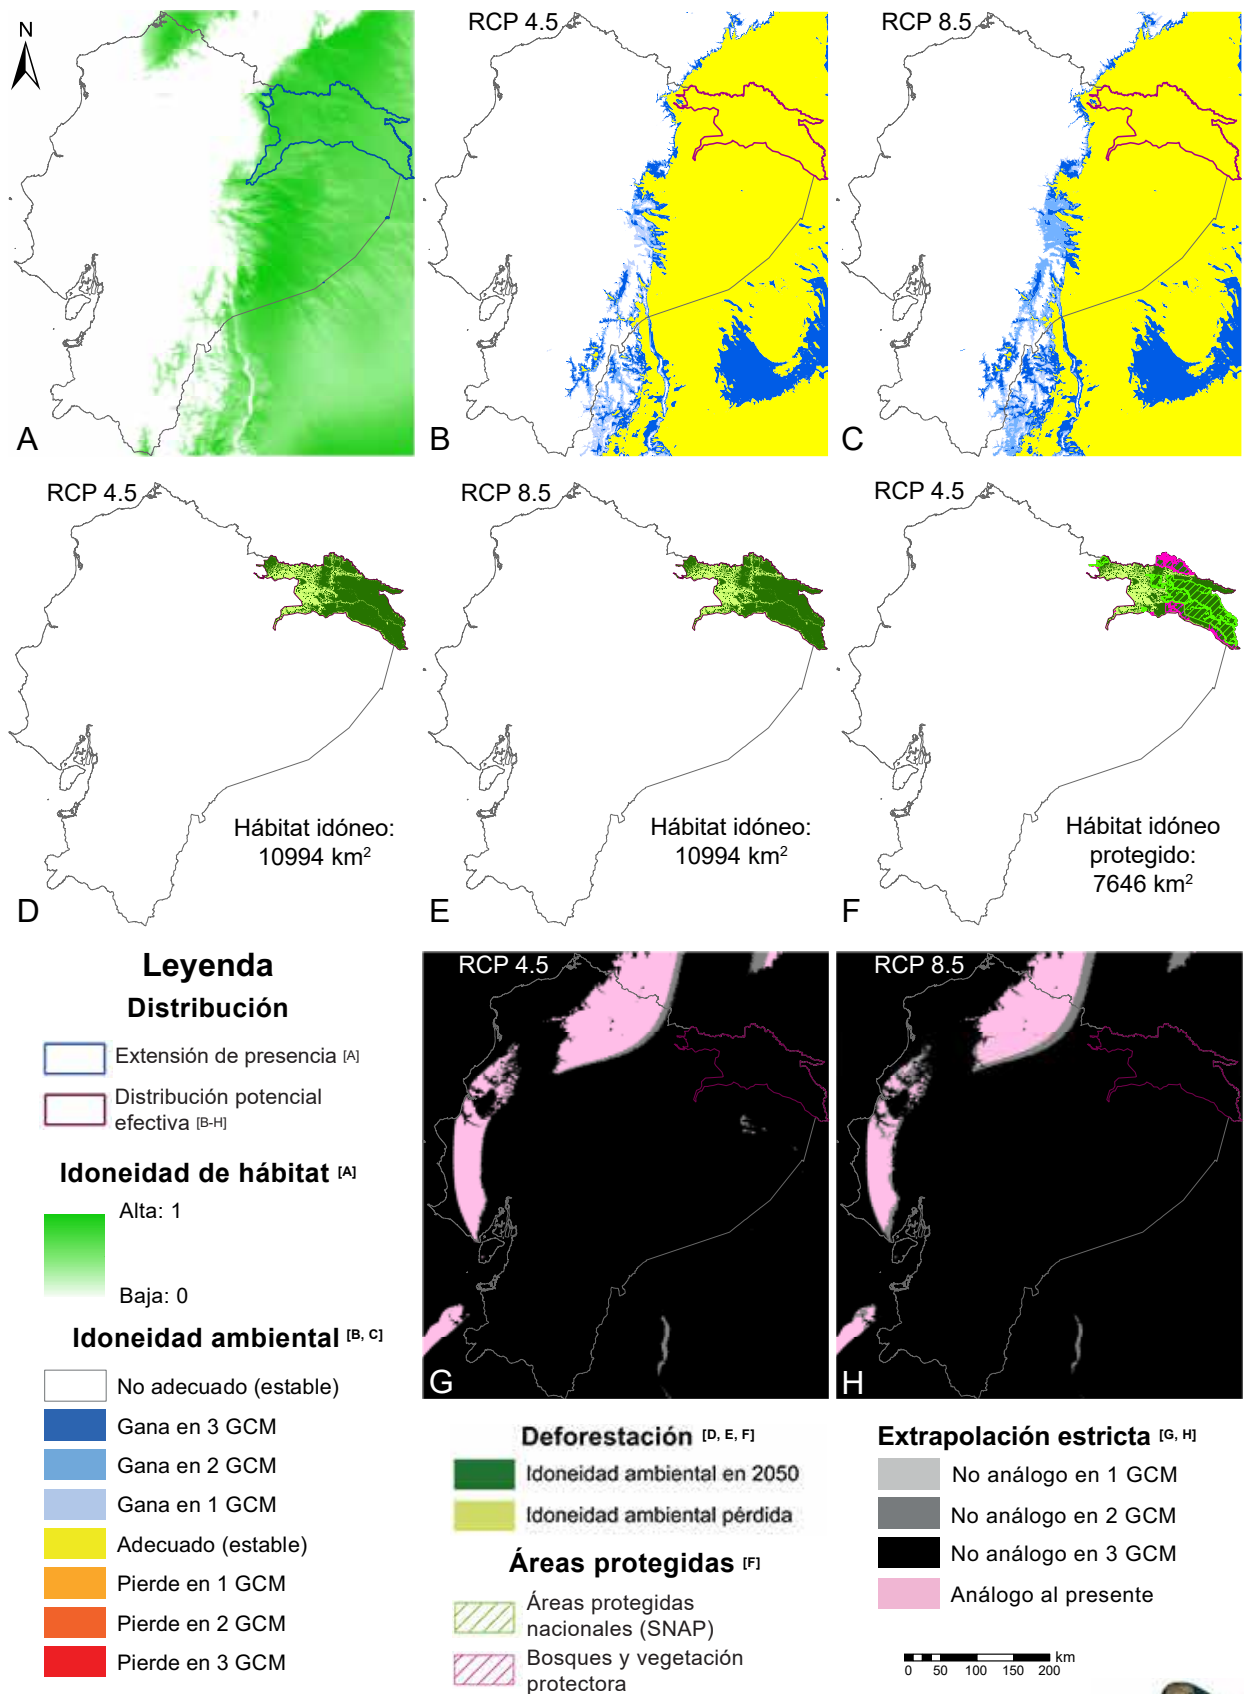 N
RCP 4.5
RCP 8.5
A
B
C
RCP 4.5
RCP 8.5
RCP 4.5
Hábitat idóneo:
10994 km²
Hábitat idóneo:
10994 km²
Hábitat idóneo
protegido:
7646 km²
D
E
F
RCP 4.5
RCP 8.5
G
H
Leyenda
Distribución
Extensión de presencia [A]
Distribución potencial
efectiva [B-H]
Idoneidad de hábitat [A]
Alta: 1
Baja: 0
Idoneidad ambiental [B, C]
No adecuado (estable)
Gana en 3 GCM
Gana en 2 GCM
Gana en 1 GCM
Adecuado (estable)
Pierde en 1 GCM
Pierde en 2 GCM
Pierde en 3 GCM
Deforestación [D, E, F]
Idoneidad ambiental en 2050
Idoneidad ambiental pérdida
Áreas protegidas [F]
Áreas protegidas
nacionales (SNAP)
Bosques y vegetación
protectora
Extrapolación estricta [G, H]
No análogo en 1 GCM
No análogo en 2 GCM
No análogo en 3 GCM
Análogo al presente
km
0 50 100 150 200